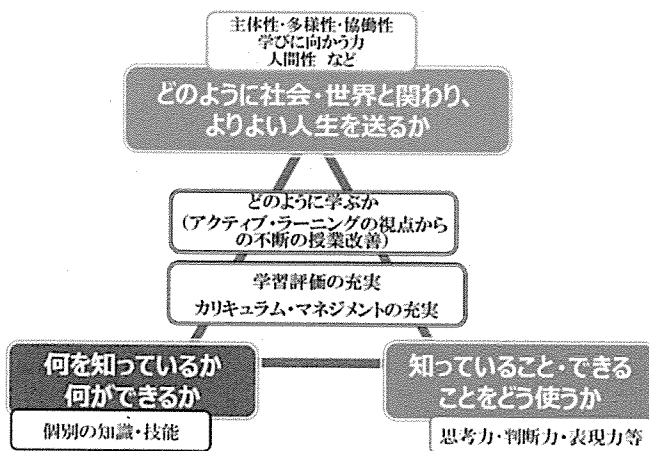 主体性・多様性・協働性
学びに向かう力
人間性 など
どのように社会・世界と関わり、
よりよい人生を送るか
どのように学ぶか
(アクティブ・ラーニングの視点から
の不断の授業改善)
学習評価の充実
カリキュラム・マネジメントの充実
何を知っているか
何ができるか
個別の知識・技能
知っていること・できる
ことをどう使うか
思考力・判断力・表現力等